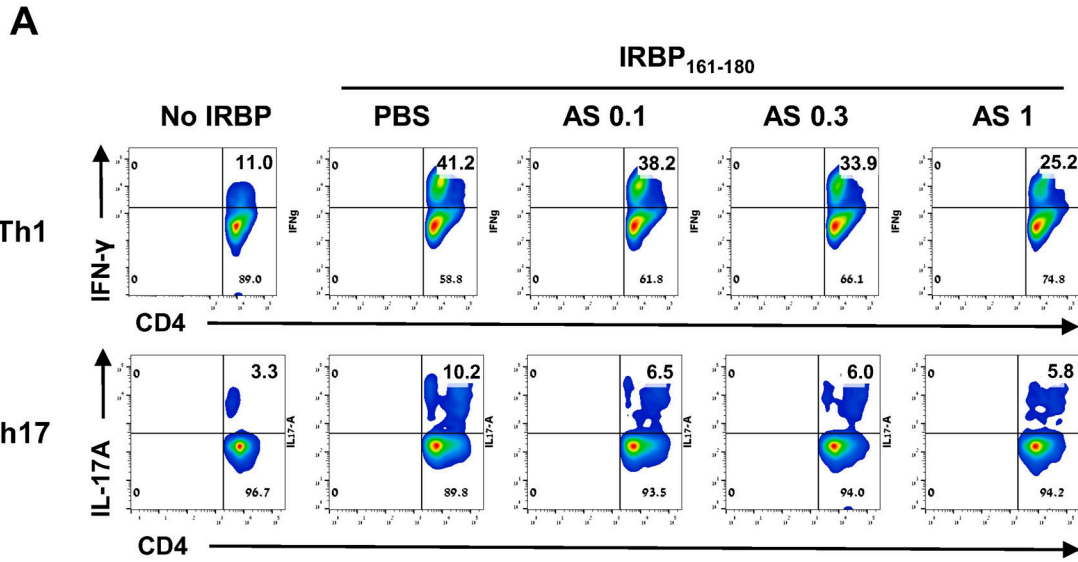 A
IRBP161-180
No IRBP PBS AS 0.1 AS 0.3 AS 1
Th1
IFN-γ
0 11.0 0 89.0
0 41.2 0 58.8 IFNg
0 38.2 0 61.8 IFNg
0 33.9 0 66.1 IFNg
0 25.2 0 74.8
CD4
h17
IL-17A
0 3.3 0 96.7
0 10.2 0 89.8 IL17-A
0 6.5 0 93.5 IL17-A
0 6.0 0 94.0 IL17-A
0 5.8 0 94.2
CD4